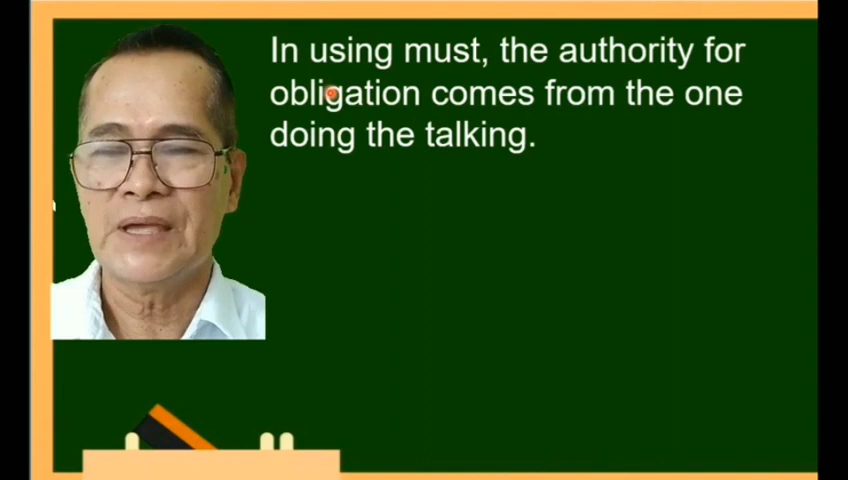 In using must, the authority for
obligation comes from the one
doing the talking.